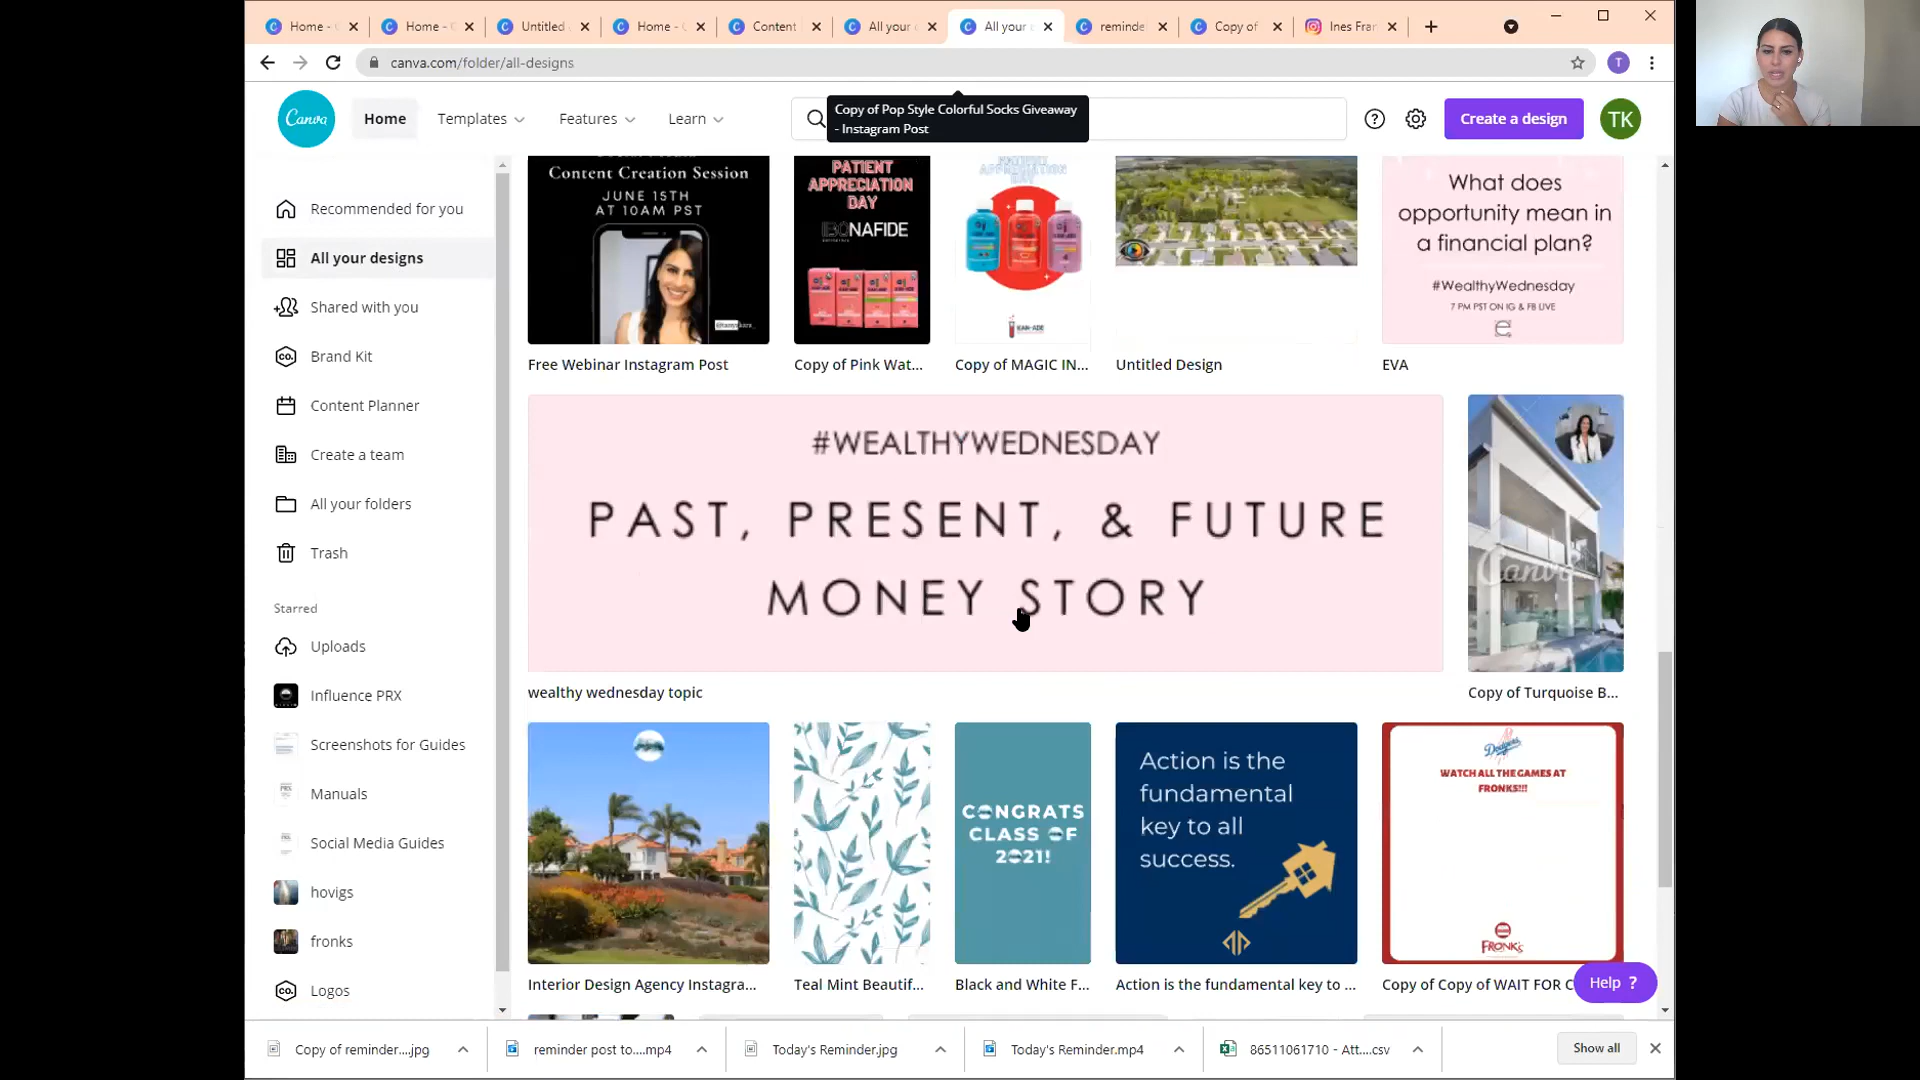 Home - C
Home - C
Untitled
Home - C
Content
All your
All your
reminde
Copy of
Ines Fran
canva.com/folder/all-designs
T
Canva
Home
Templates
Features
Learn
Copy of Pop Style Colorful Socks Giveaway
- Instagram Post
Create a design
TK
Recommended for you
All your designs
Shared with you
Brand Kit
Content Planner
Create a team
All your folders
Trash
Starred
Uploads
Influence PRX
Screenshots for Guides
Manuals
Social Media Guides
hovigs
fronks
Logos
Content Creation Session
JUNE 15TH
AT 10AM PST
Free Webinar Instagram Post
PATIENT
APPRECIATION
DAY
BONAFIDE
Copy of Pink Wat...
PATIENT
APPRECIATION
DAY
Copy of MAGIC IN...
Untitled Design
What does
opportunity mean in
a financial plan?
#WealthyWednesday
7 PM PST ON IG & FB LIVE
e
EVA
#WEALTHYWEDNESDAY
PAST, PRESENT, & FUTURE
MONEY STORY
wealthy wednesday topic
Canva
Copy of Turquoise B...
Interior Design Agency Instagra...
Teal Mint Beautif...
CONGRATS
CLASS OF
2021!
Black and White F...
Action is the
fundamental
key to all
success.
Action is the fundamental key to ...
Dodgers
WATCH ALL THE GAMES AT
FRONKS!!!
FRONK'S
Copy of Copy of WAIT FOR C
Help ?
Copy of reminder....jpg
reminder post to....mp4
Today's Reminder.jpg
Today's Reminder.mp4
86511061710 - Att....csv
Show all